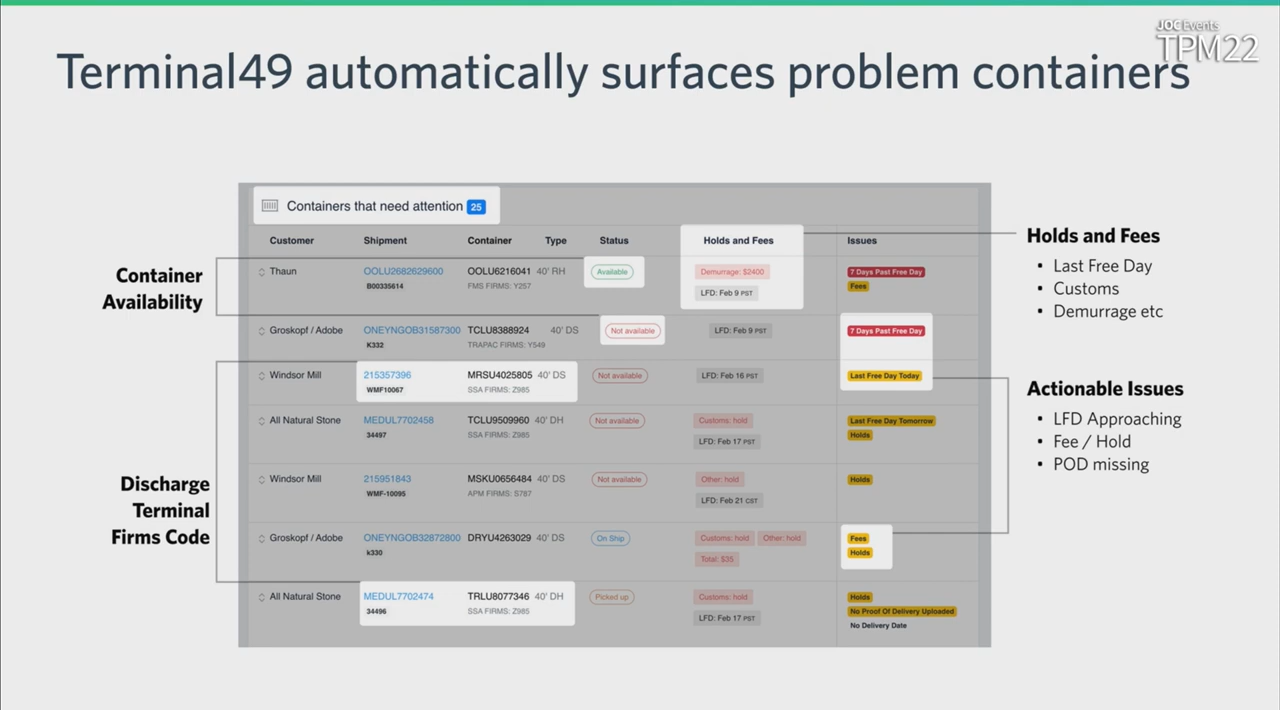 JOC Events
TPM22
Terminal49 automatically surfaces problem containers
Containers that need attention 25
Customer Shipment Container Type Status Holds and Fees Issues
Thaun OOLU2682629600 OOLU6216041 40' RH Available Demurrage: $2400 7 Days Past Free Day
B00335614 FMS FIRMS: Y257 LFD: Feb 9 PST Fees
Groskopf / Adobe ONEYNGOB31587300 TCLU8388924 40' DS Not available LFD: Feb 9 PST 7 Days Past Free Day
K332 TRAPAC FIRMS: Y549
Windsor Mill 215357396 MRSU4025805 40' DS Not available LFD: Feb 16 PST Last Free Day Today
WMF10067 SSA FIRMS: Z985
All Natural Stone MEDUL7702458 TCLU9509960 40' DH Not available Customs: hold Last Free Day Tomorrow
34497 SSA FIRMS: Z985 LFD: Feb 17 PST Holds
Windsor Mill 215951843 MSKU0656484 40' DS Not available Other: hold Holds
WMF-10095 APM FIRMS: S787 LFD: Feb 21 CST
Groskopf / Adobe ONEYNGOB32872800 DRYU4263029 40' DS On Ship Customs: hold Other: hold Fees
k330 Total: $35 Holds
All Natural Stone MEDUL7702474 TRLU8077346 40' DH Picked up Customs: hold Holds
34496 SSA FIRMS: Z985 LFD: Feb 17 PST No Proof Of Delivery Uploaded
No Delivery Date
Container
Availability
Discharge
Terminal
Firms Code
Holds and Fees
• Last Free Day
• Customs
• Demurrage etc
Actionable Issues
• LFD Approaching
• Fee / Hold
• POD missing